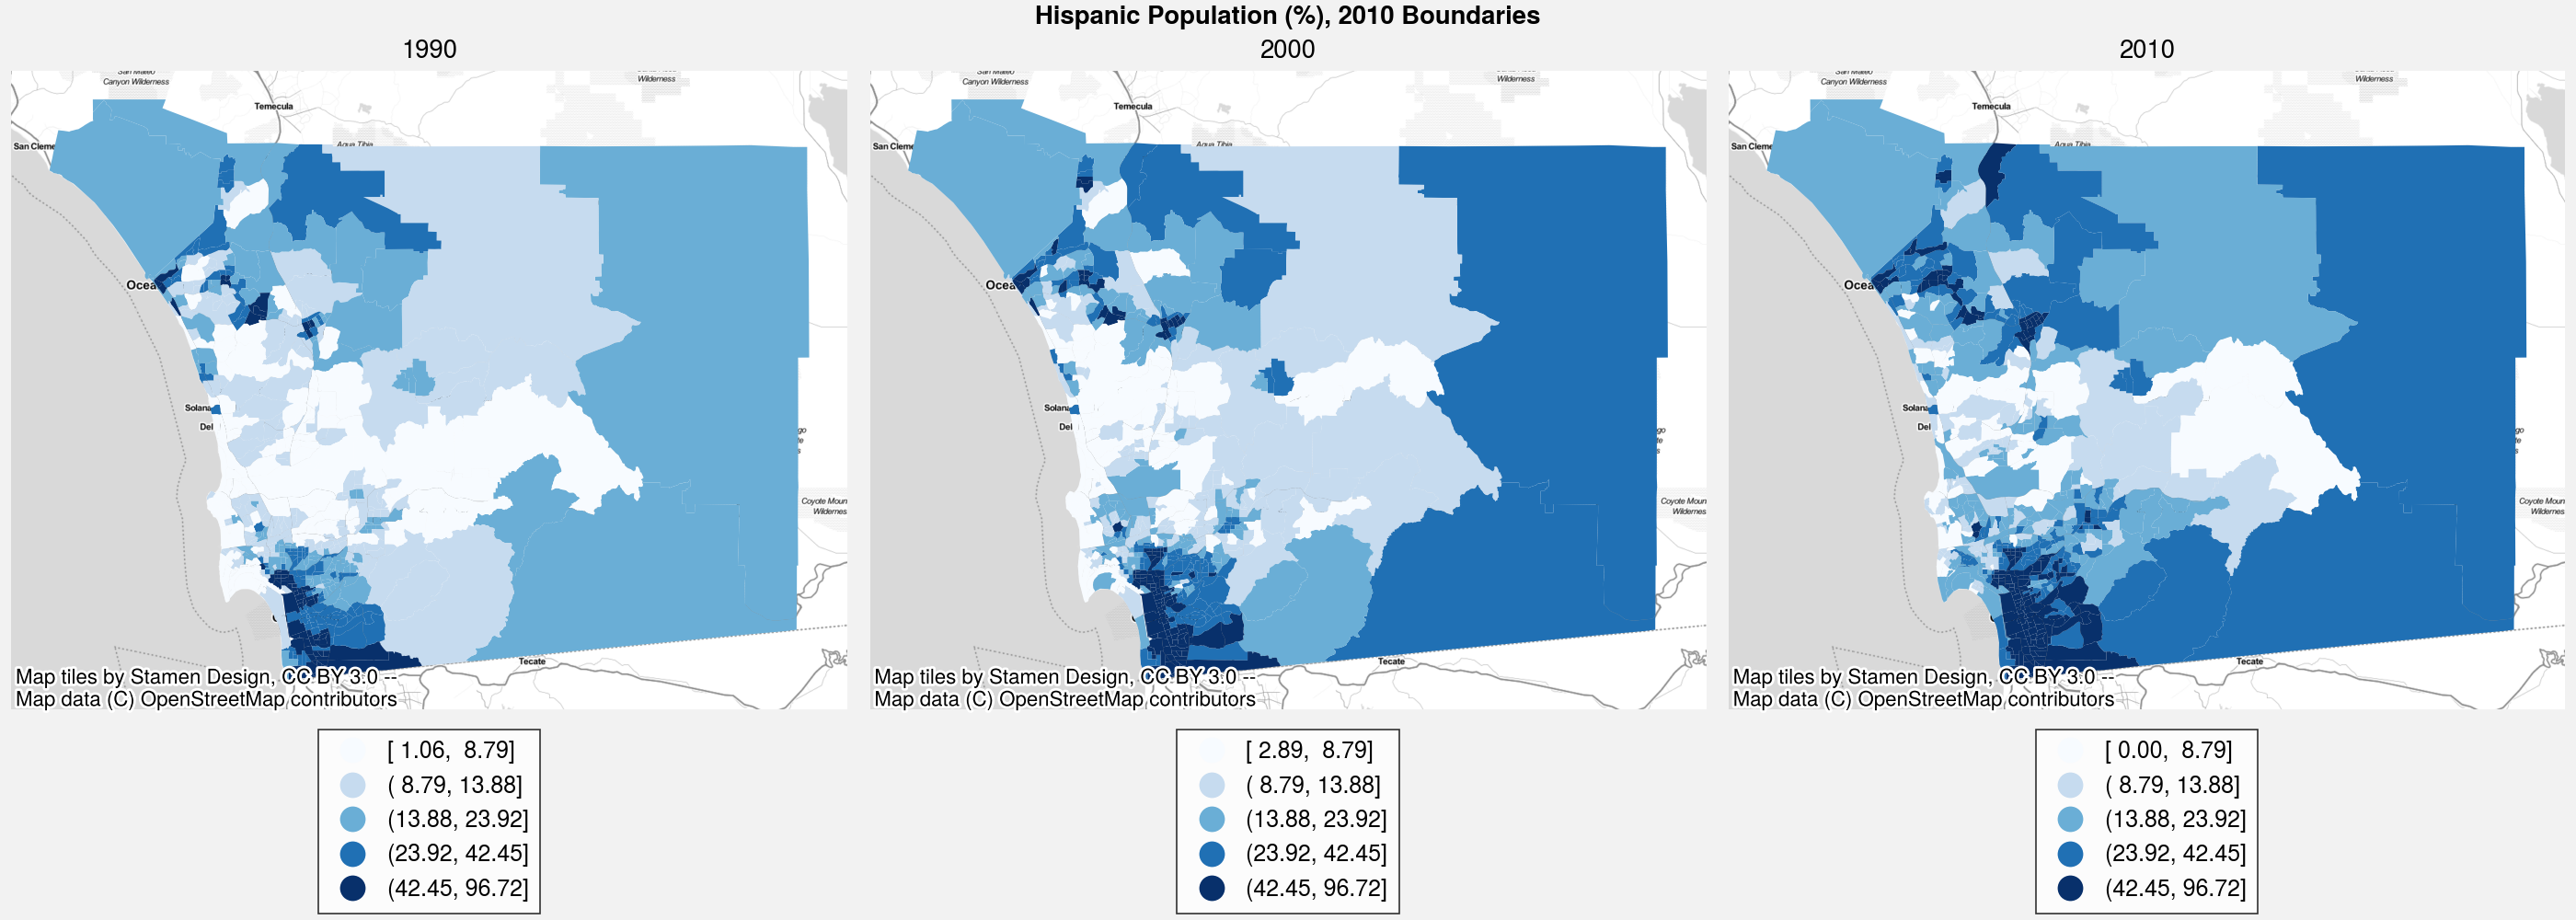 Hispanic Population (%), 2010 Boundaries
1990
San Mateo
Canyon Wilderness
Wilderness
Temecula
San Cleme
Agua Tibia
Ocea
Solana
Del
Coyote Moun
Wildernes
Tecate
Map tiles by Stamen Design, CC BY 3.0 --
Map data (C) OpenStreetMap contributors
[ 1.06,  8.79]
( 8.79, 13.88]
(13.88, 23.92]
(23.92, 42.45]
(42.45, 96.72]
2000
San Mateo
Canyon Wilderness
Wilderness
Temecula
San Cleme
Agua Tibia
Ocea
Solana
Del
Coyote Moun
Wildernes
Tecate
Map tiles by Stamen Design, CC BY 3.0 --
Map data (C) OpenStreetMap contributors
[ 2.89,  8.79]
( 8.79, 13.88]
(13.88, 23.92]
(23.92, 42.45]
(42.45, 96.72]
2010
San Mateo
Canyon Wilderness
Wilderness
Temecula
San Cleme
Agua Tibia
Ocea
Solana
Del
Coyote Moun
Wildernes
Tecate
Map tiles by Stamen Design, CC BY 3.0 --
Map data (C) OpenStreetMap contributors
[ 0.00,  8.79]
( 8.79, 13.88]
(13.88, 23.92]
(23.92, 42.45]
(42.45, 96.72]